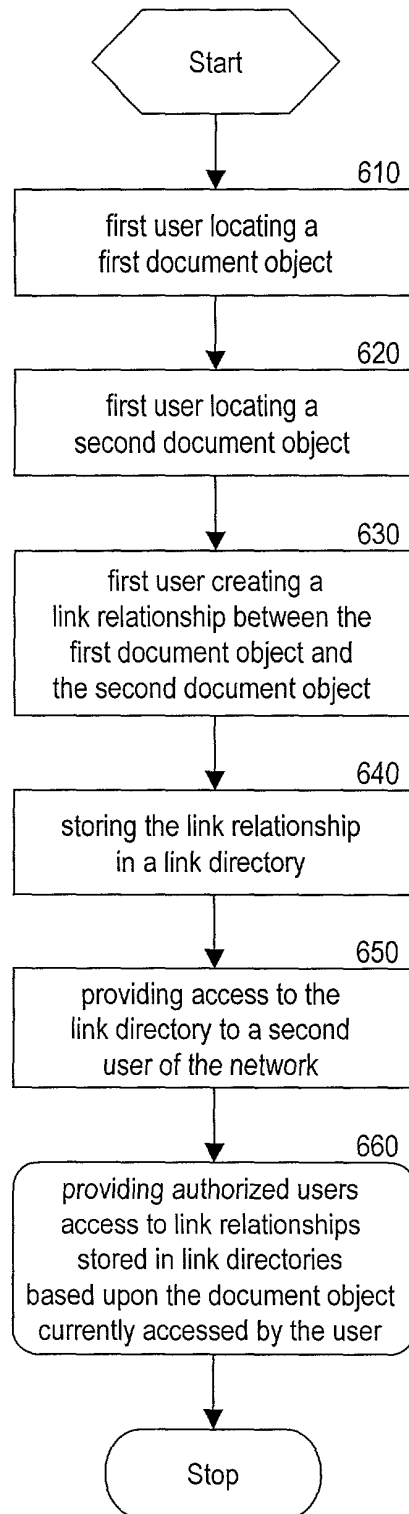 Start
610
first user locating a
first document object
620
first user locating a
second document object
630
first user creating a
link relationship between the
first document object and
the second document object
640
storing the link relationship
in a link directory
650
providing access to the
link directory to a second
user of the network
660
providing authorized users
access to link relationships
stored in link directories
based upon the document object
currently accessed by the user
Stop